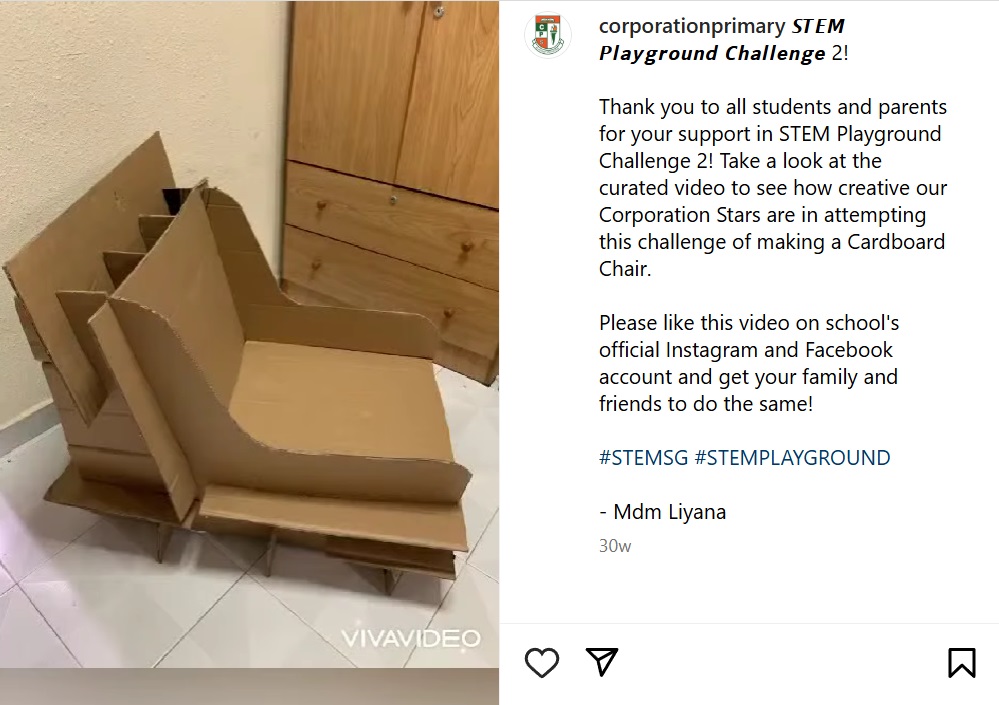 corporationprimary STEM
Playground Challenge 2!
Thank you to all students and parents
for your support in STEM Playground
Challenge 2! Take a look at the
curated video to see how creative our
Corporation Stars are in attempting
this challenge of making a Cardboard
Chair.
Please like this video on school's
official Instagram and Facebook
account and get your family and
friends to do the same!
#STEMSG #STEMPLAYGROUND
- Mdm Liyana
30w
VIVAVIDEO